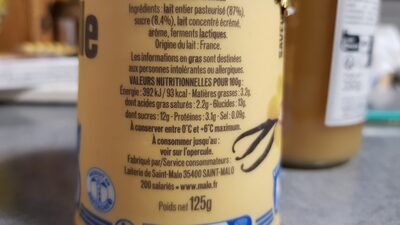 Ingrédients: lait entier pasteurisé (87%),
sucre (8.4%), lait concentré écrémé,
arôme, ferments lactiques.
Origine du lait : France.
Les informations en gras sont destinées
aux personnes intolérantes ou allergiques.
VALEURS NUTRITIONNELLES POUR 100g:
Énergie : 392 kJ / 93 kcal - Matières grasses : 3.2g
dont acides gras saturés : 2.2g - Glucides : 13g
dont sucres : 12g - Protéines : 3.1g - Sel : 0.09g
À conserver entre 0°C et +6°C maximum.
À consommer jusqu'au :
voir sur l'opercule.
Fabriqué par/Service consommateurs :
Laiterie de Saint-Malo 35400 SAINT-MALO
200 salariés • www.malo.fr
Poids net 125g